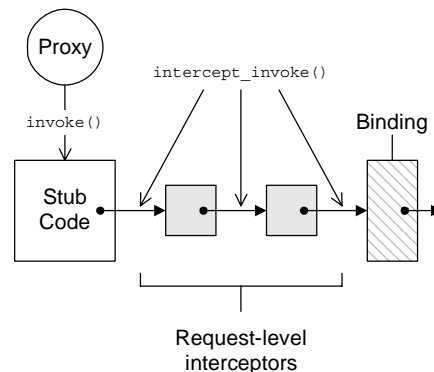 Proxy
intercept_invoke()
invoke()
Binding
Stub
Code
Request-level
interceptors